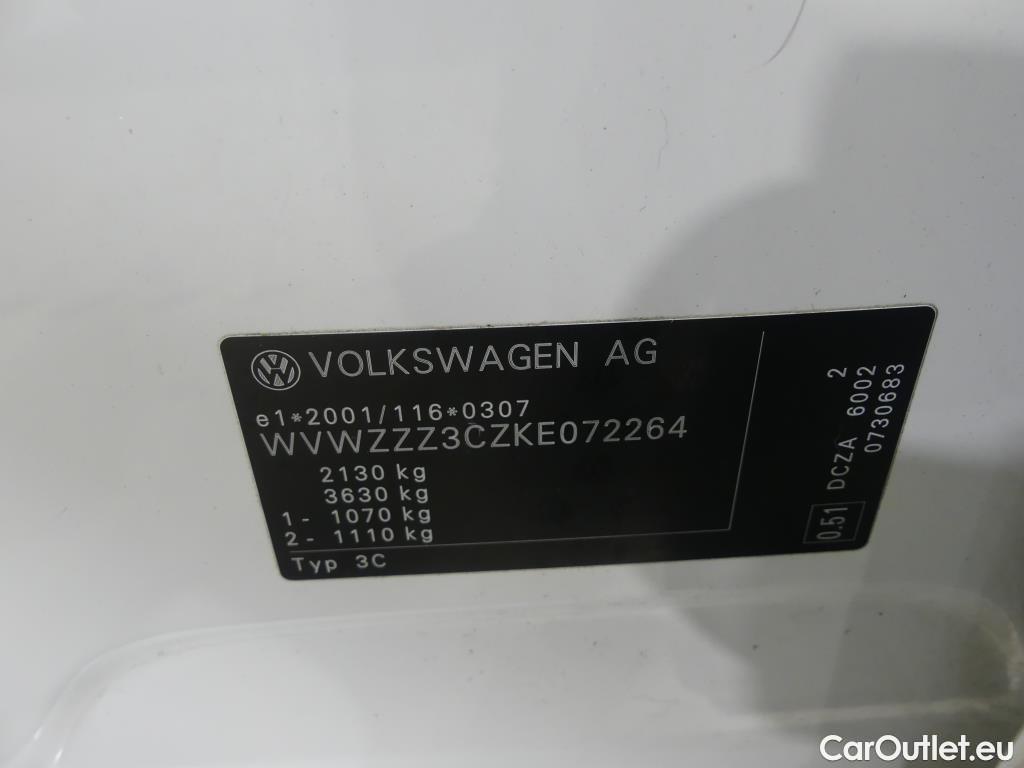 VOLKSWAGEN AG
e1*2001/116*0307
WVWZZZ3CZKE072264
2130 kg
3630 kg
1- 1070 kg
2- 1110 kg
Typ 3C
0.51
DCZA 6002 2
0730683
CarOutlet.eu